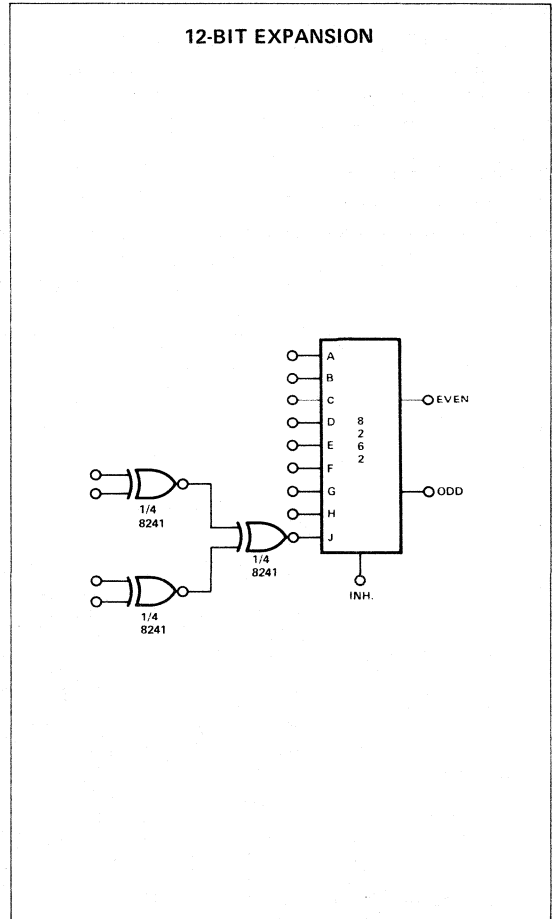 12-BIT EXPANSION
A
B
C
D
E
F
G
H
J
8
2
6
2
EVEN
ODD
INH.
1/4
8241
1/4
8241
1/4
8241